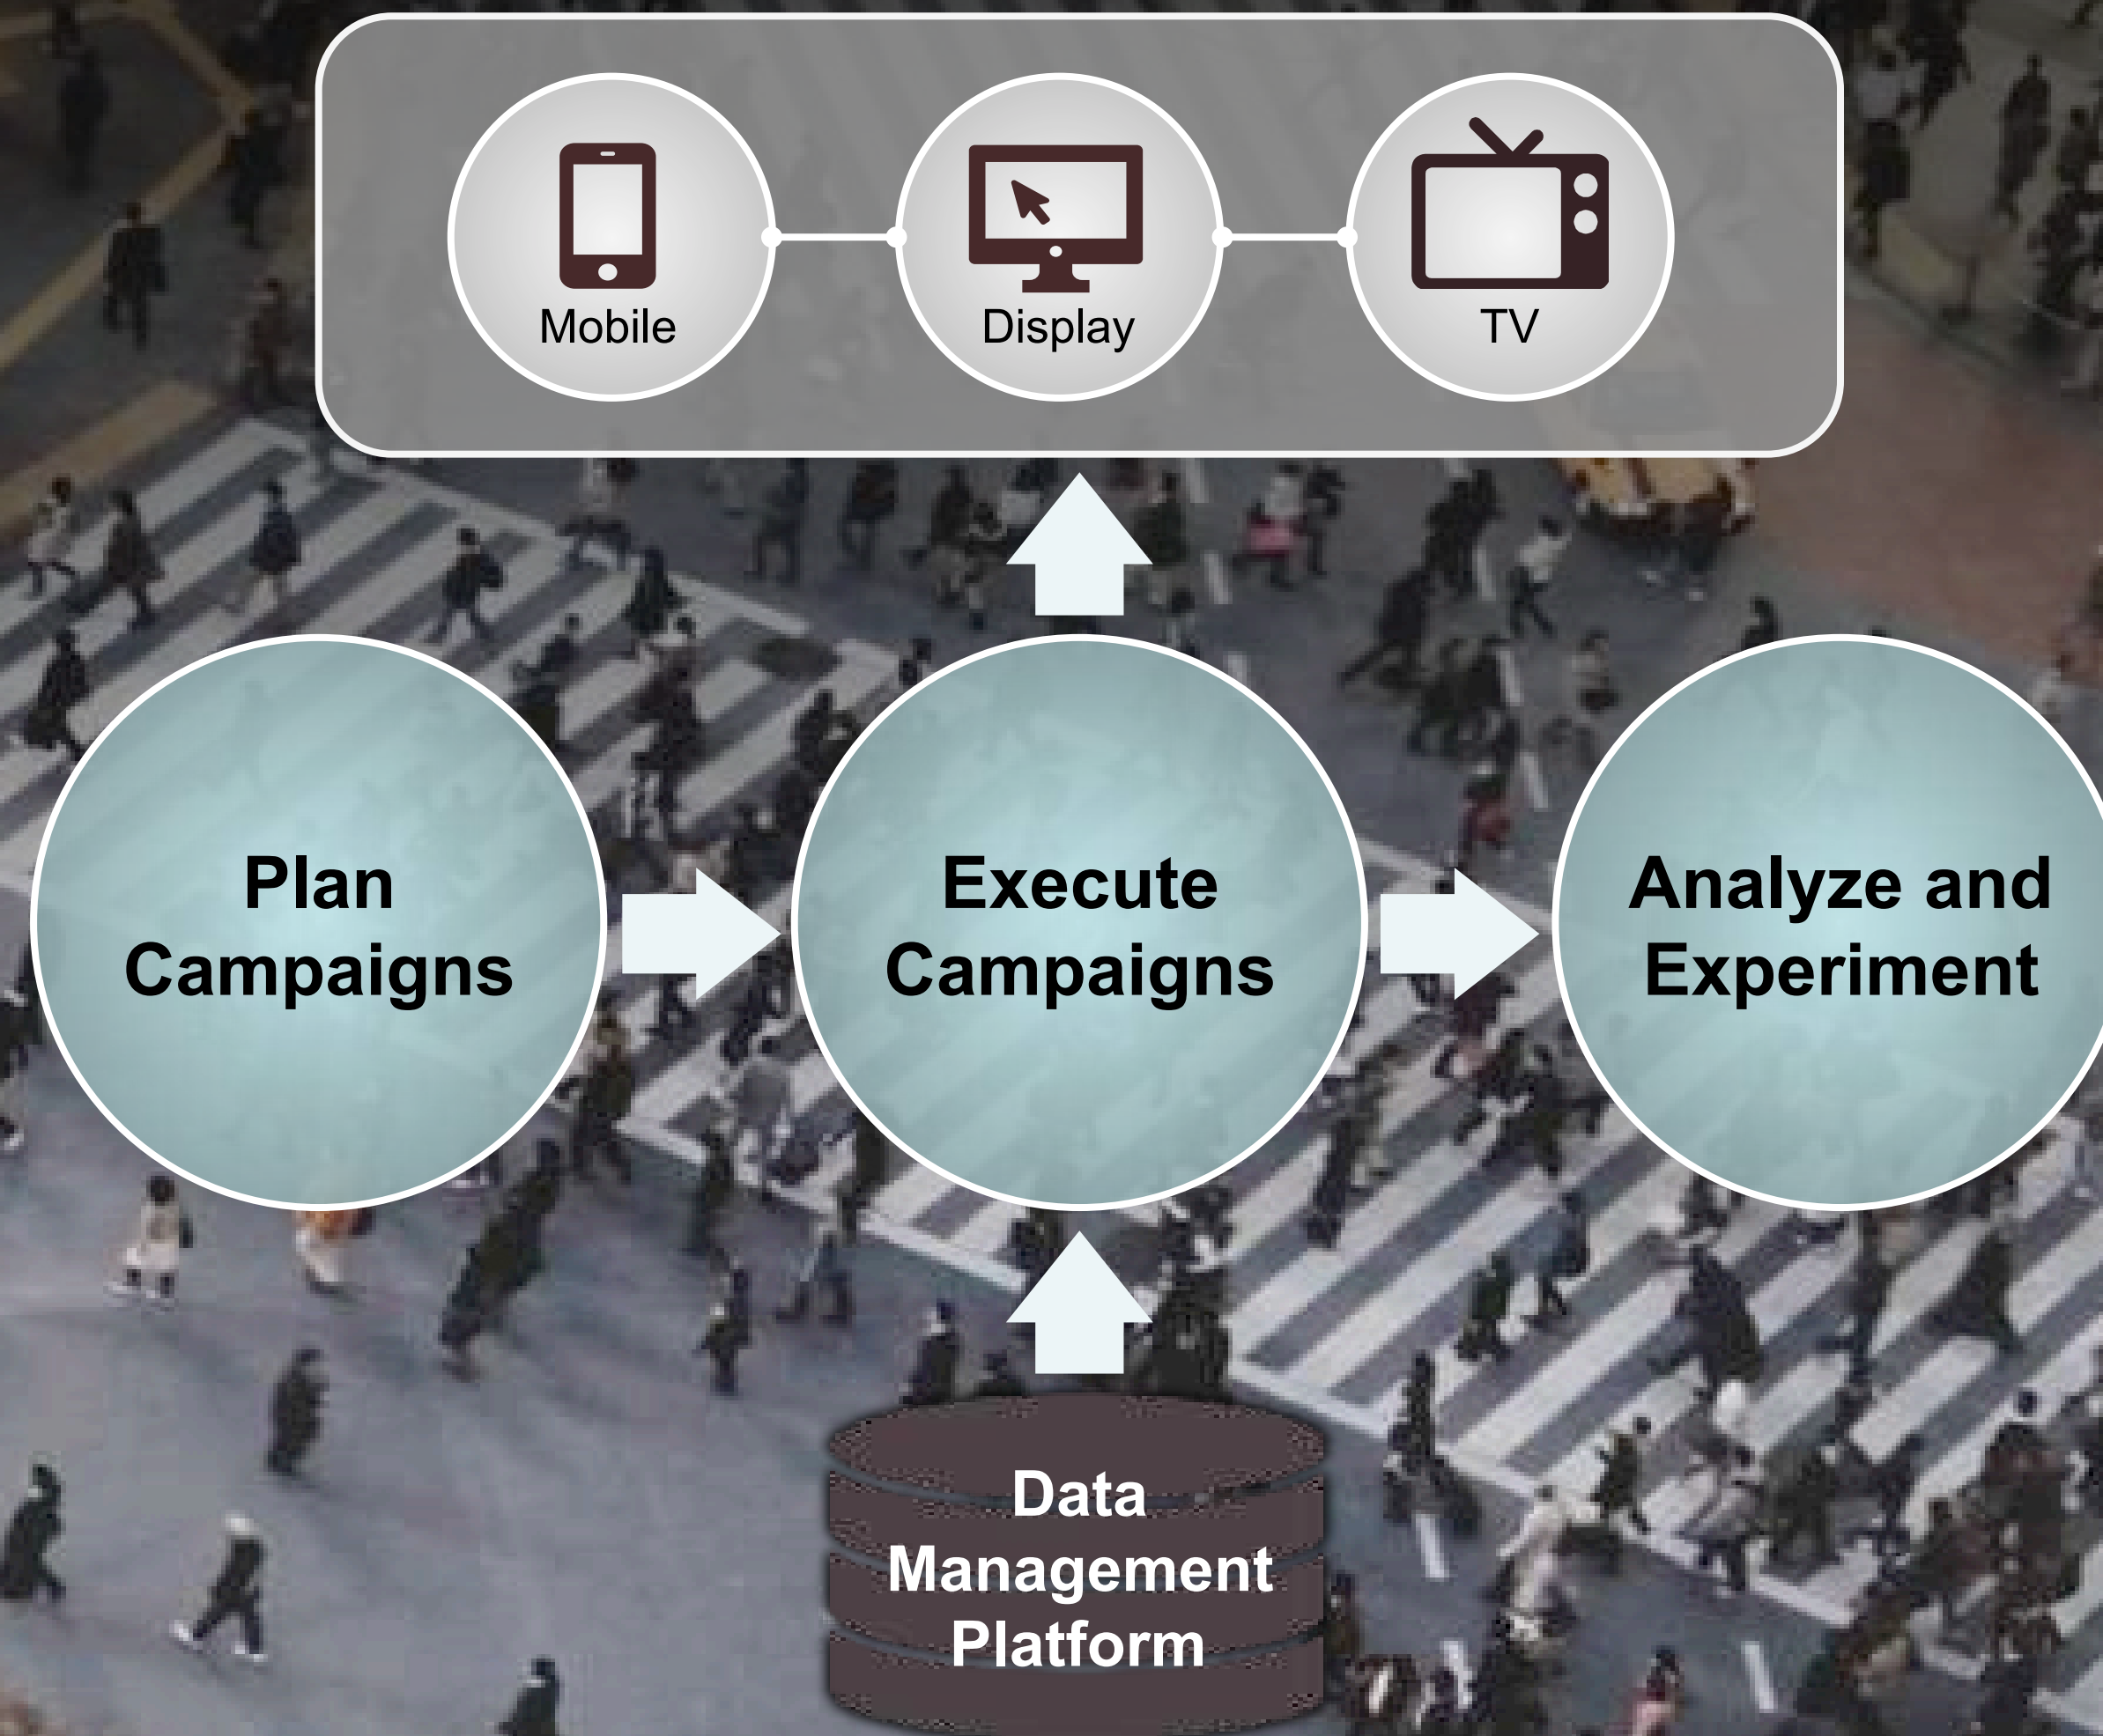 Mobile
Display
TV
Plan
Campaigns
Execute
Campaigns
Analyze and
Experiment
Data
Management
Platform